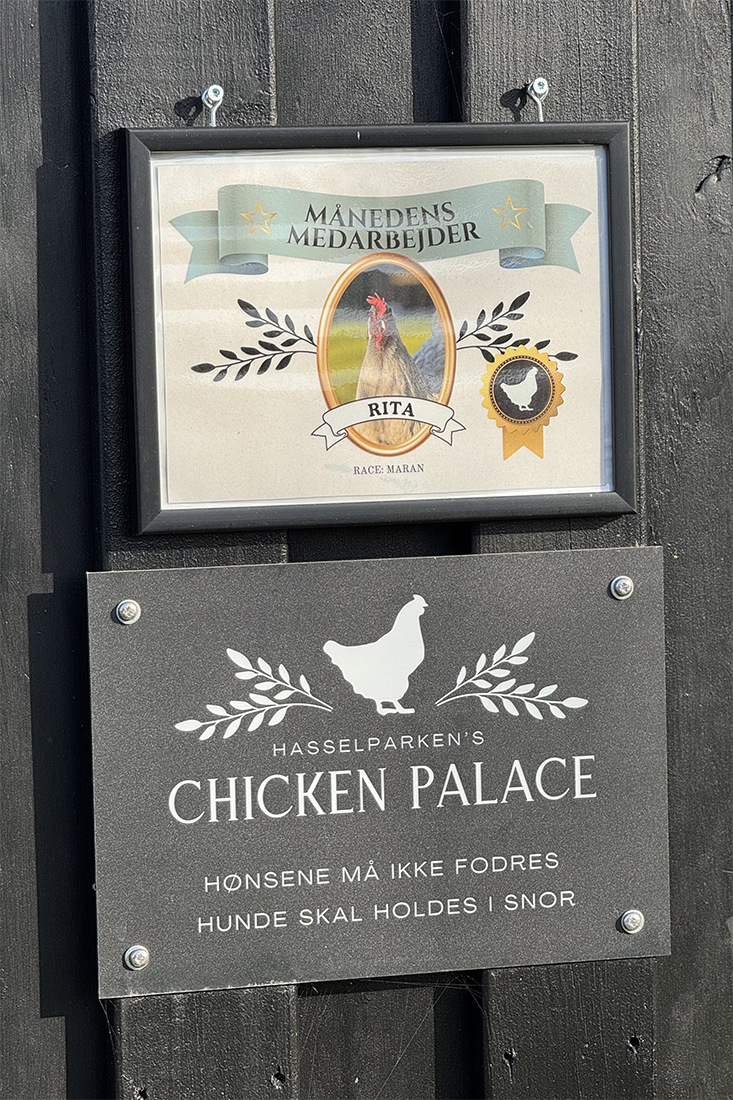 MÅNEDENS
MEDARBEJDER
RITA
RACE: MARAN
HASSELPARKEN'S
CHICKEN PALACE
HØNSENE MÅ IKKE FODRES
HUNDE SKAL HOLDES I SNOR